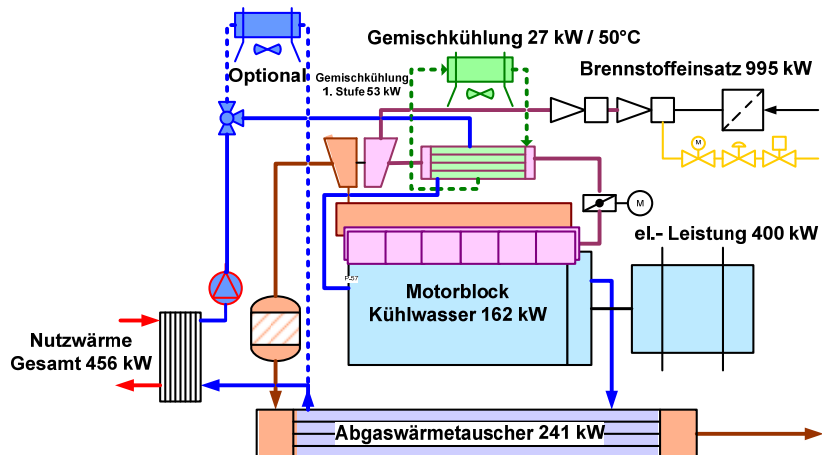 Gemischkühlung 27 kW / 50°C
Optional
Gemischkühlung
1. Stufe 53 kW
Brennstoffeinsatz 995 kW
M
M
el.- Leistung 400 kW
P-57
Motorblock
Kühlwasser 162 kW
Nutzwärme
Gesamt 456 kW
Abgaswärmetauscher 241 kW